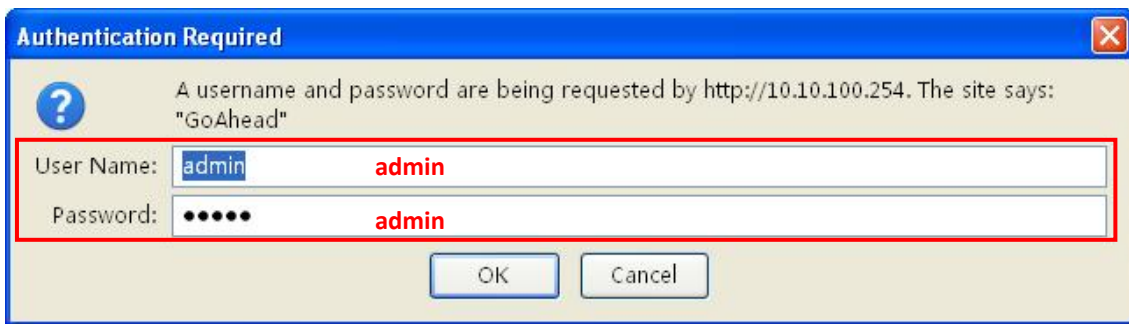 Authentication Required
A username and password are being requested by http://10.10.100.254. The site says:
"GoAhead"
User Name: admin admin
Password: ••••• admin
OK Cancel